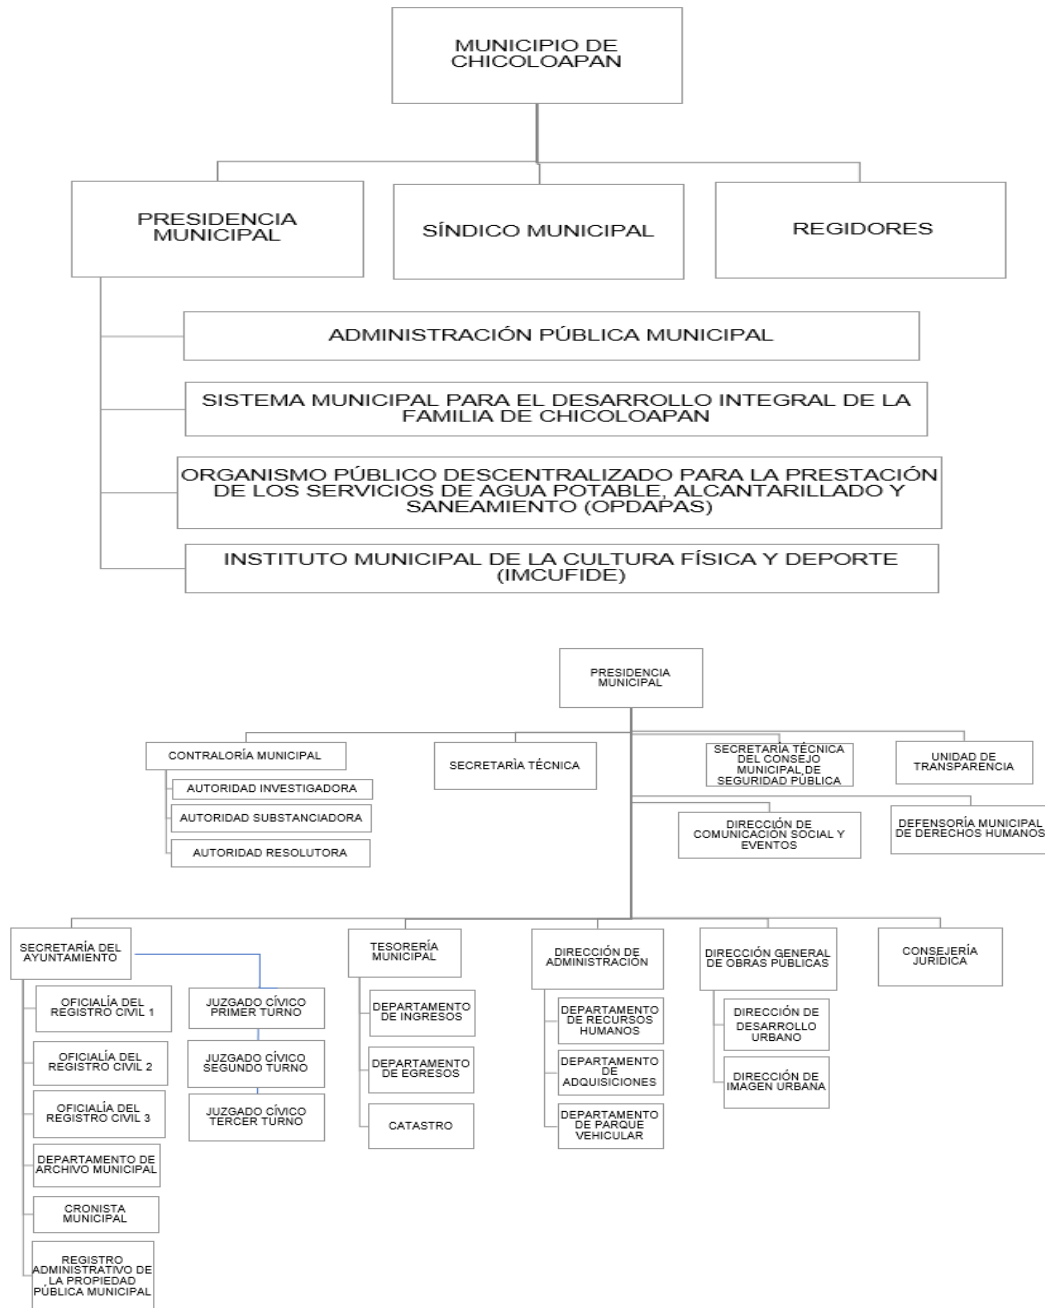 MUNICIPIO DE
CHICOLOAPAN
PRESIDENCIA
MUNICIPAL
SÍNDICO MUNICIPAL
REGIDORES
ADMINISTRACIÓN PÚBLICA MUNICIPAL
SISTEMA MUNICIPAL PARA EL DESARROLLO INTEGRAL DE LA
FAMILIA DE CHICOLOAPAN
ORGANISMO PÚBLICO DESCENTRALIZADO PARA LA PRESTACIÓN
DE LOS SERVICIOS DE AGUA POTABLE, ALCANTARILLADO Y
SANEAMIENTO (OPDAPAS)
INSTITUTO MUNICIPAL DE LA CULTURA FÍSICA Y DEPORTE
(IMCUFIDE)
PRESIDENCIA
MUNICIPAL
CONTRALORÍA MUNICIPAL
AUTORIDAD INVESTIGADORA
AUTORIDAD SUBSTANCIADORA
AUTORIDAD RESOLUTORA
SECRETARÌA TÉCNICA
SECRETARÍA TÉCNICA
DEL CONSEJO
MUNICIPAL DE
SEGURIDAD PÚBLICA
UNIDAD DE
TRANSPARENCIA
DIRECCIÓN DE
COMUNICACIÓN SOCIAL Y
EVENTOS
DEFENSORÍA MUNICIPAL
DE DERECHOS HUMANOS
SECRETARÍA DEL
AYUNTAMIENTO
OFICIALÍA DEL
REGISTRO CIVIL 1
OFICIALÍA DEL
REGISTRO CIVIL 2
OFICIALÍA DEL
REGISTRO CIVIL 3
DEPARTAMENTO DE
ARCHIVO MUNICIPAL
CRONISTA
MUNICIPAL
REGISTRO
ADMINISTRATIVO DE
LA PROPIEDAD
PÚBLICA MUNICIPAL
JUZGADO CÍVICO
PRIMER TURNO
JUZGADO CÍVICO
SEGUNDO TURNO
JUZGADO CÍVICO
TERCER TURNO
TESORERÍA
MUNICIPAL
DEPARTAMENTO
DE INGRESOS
DEPARTAMENTO
DE EGRESOS
CATASTRO
DIRECCIÓN DE
ADMINISTRACIÓN
DEPARTAMENTO
DE RECURSOS
HUMANOS
DEPARTAMENTO
DE
ADQUISICIONES
DEPARTAMENTO
DE PARQUE
VEHICULAR
DIRECCIÓN GENERAL
DE OBRAS PÚBLICAS
DIRECCIÓN DE
DESARROLLO
URBANO
DIRECCIÓN DE
IMAGEN URBANA
CONSEJERÍA
JURIDICA